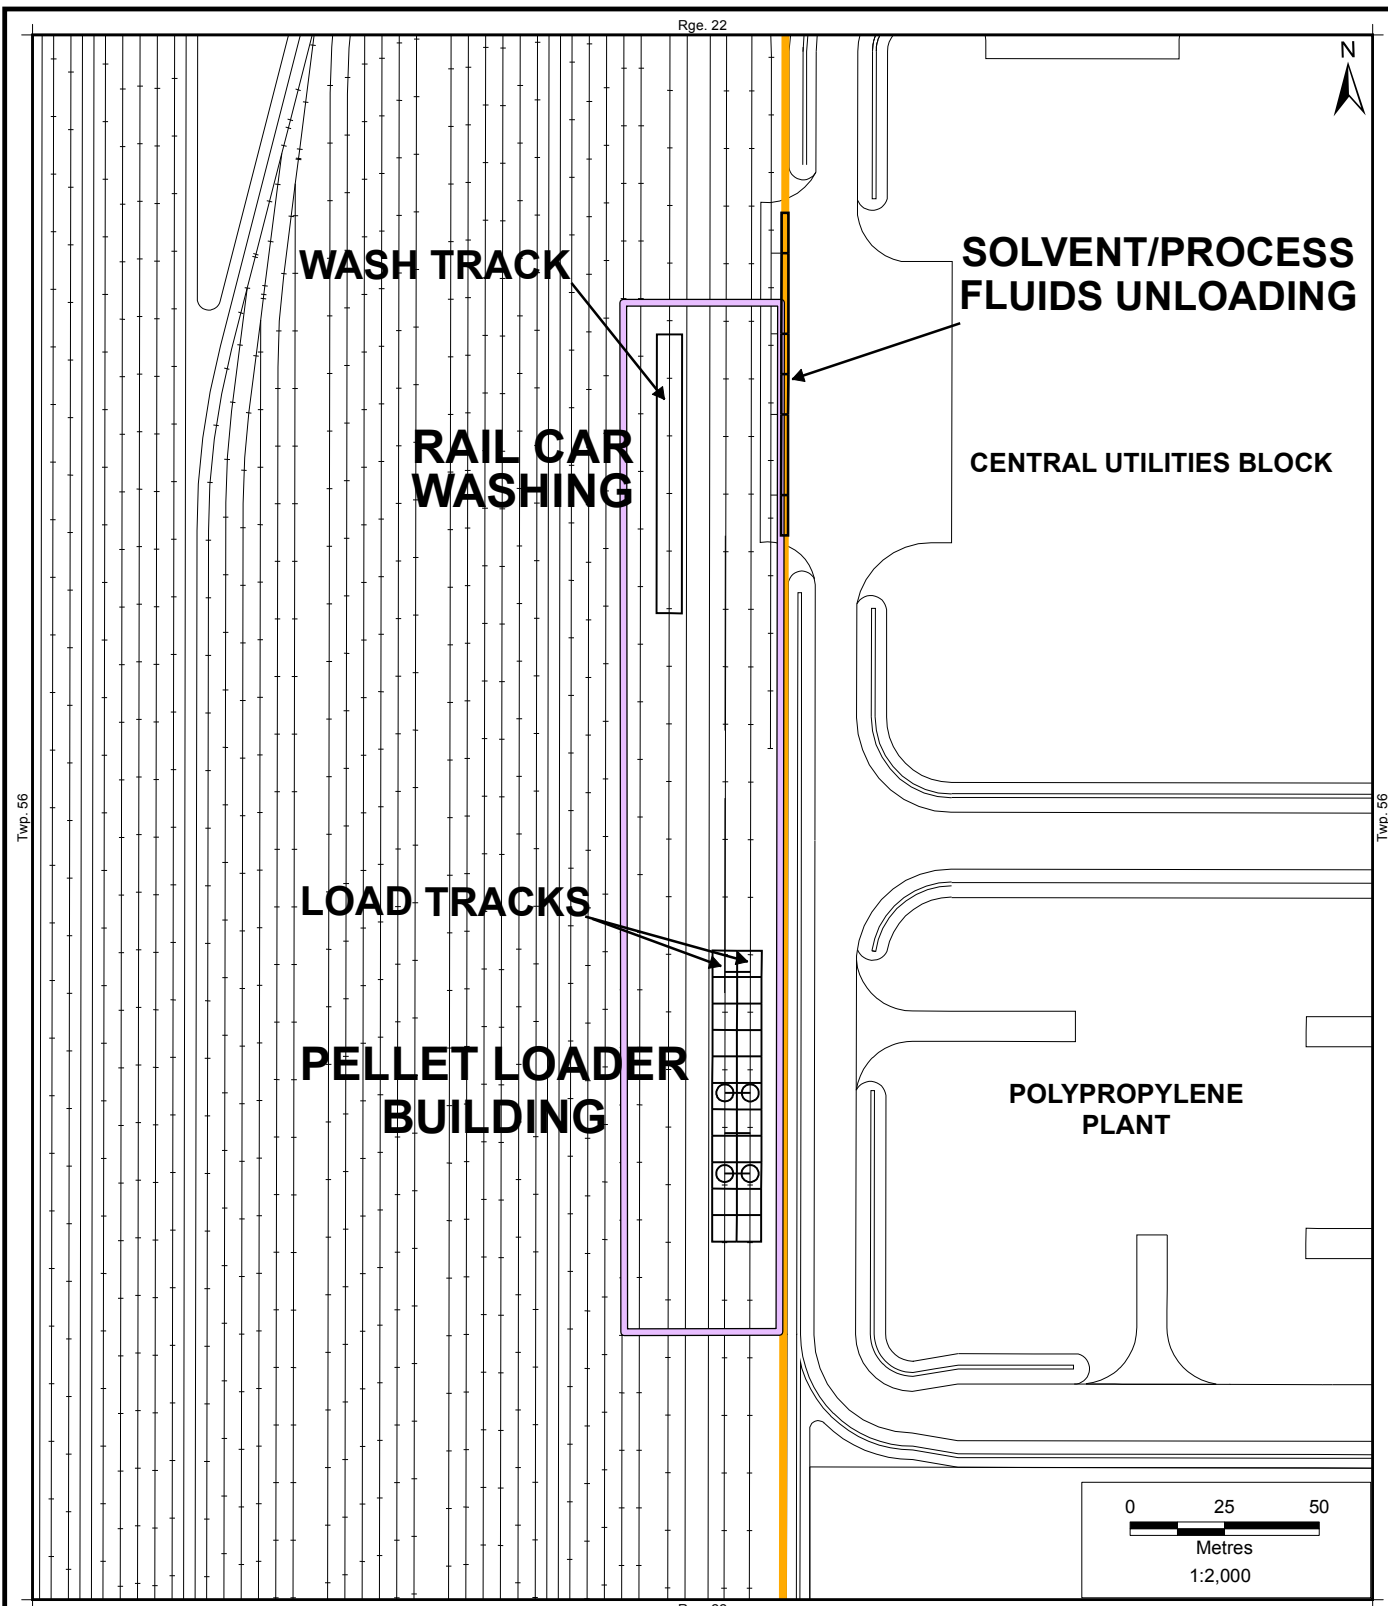 Rge. 22
N
WASH TRACK
SOLVENT/PROCESS
FLUIDS UNLOADING
RAIL CAR
WASHING
CENTRAL UTILITIES BLOCK
Twp. 56
Twp. 56
LOAD TRACKS
PELLET LOADER
BUILDING
POLYPROPYLENE
PLANT
0 25 50
Metres
1:2,000